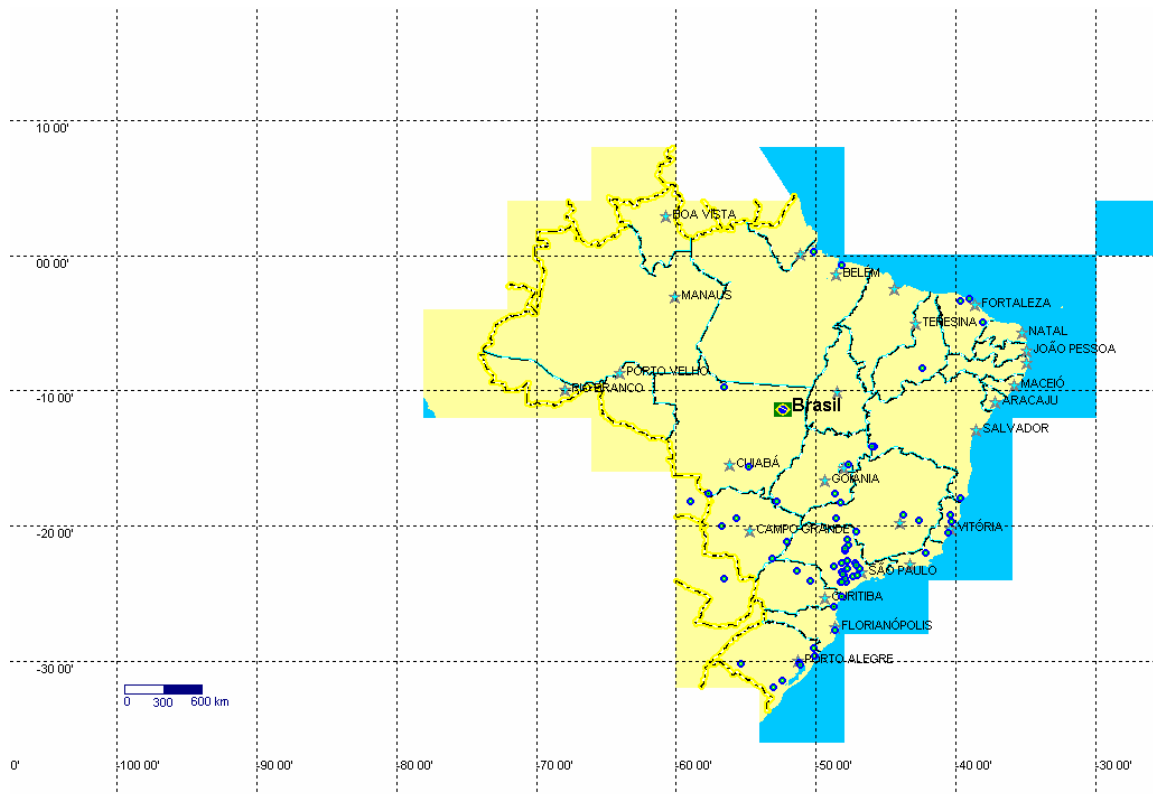 10 00'
BOA VISTA
00 00'
BELÉM
MANAUS
FORTALEZA
TERESINA
NATAL
JOÃO PESSOA
PORTO VELHO
RIO BRANCO
-10 00'
MACEIÓ
Brasil
ARACAJU
SALVADOR
CUIABÁ
GOIANIA
-20 00'
CAMPO GRANDE
VITÓRIA
SÃO PAULO
CURITIBA
FLORIANÓPOLIS
-30 00'
PORTO ALEGRE
0 300 600 km
0' -100 00' -90 00' -80 00' -70 00' -60 00' -50 00' -40 00' -30 00'